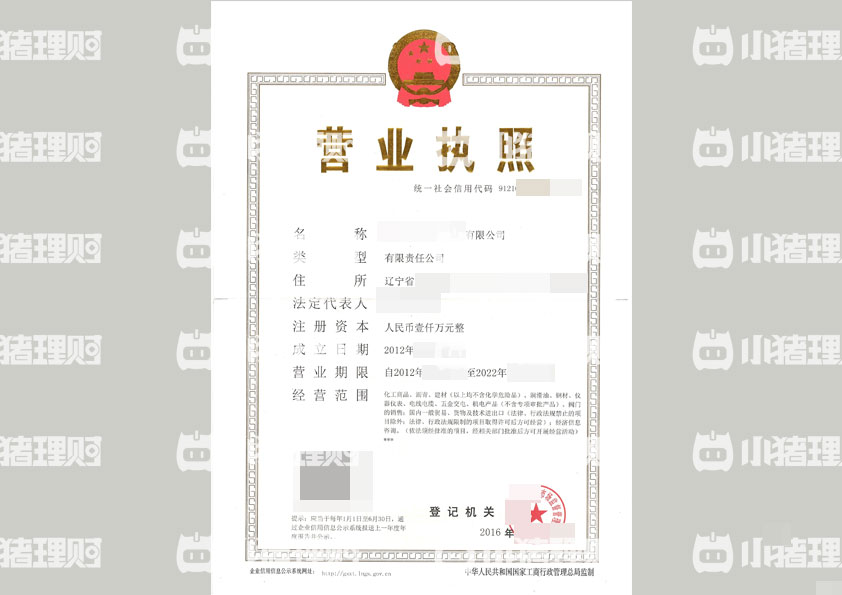 营业执照
统一社会信用代码 9121
名 称 有限公司
类 型 有限责任公司
住 所 辽宁省
法定代表人
注册资本 人民币壹仟万元整
成立日期 2012年
营业期限 自2012年 至2022年
经营范围 化工商品、沥青、建材（以上均不含化学危险品）、润滑油、钢材、仪
器仪表、电线电缆、五金交电、机电产品（不含专项审批产品）、阀门
的销售；国内一般贸易、货物及技术进出口（法律、行政法规禁止的项
目除外；法律、行政法规限制的项目取得许可后方可经营）；经济信息
咨询。（依法须经批准的项目，经相关部门批准后方可开展经营活动）
***
登记机关
2016 年
提示：应当于每年1月1日至6月30日，通
过企业信用信息公示系统报送上一年度年
度报告并公示。
企业信用信息公示系统网址： http://gsxt.lngs.gov.cn
中华人民共和国国家工商行政管理总局监制
小猪理财